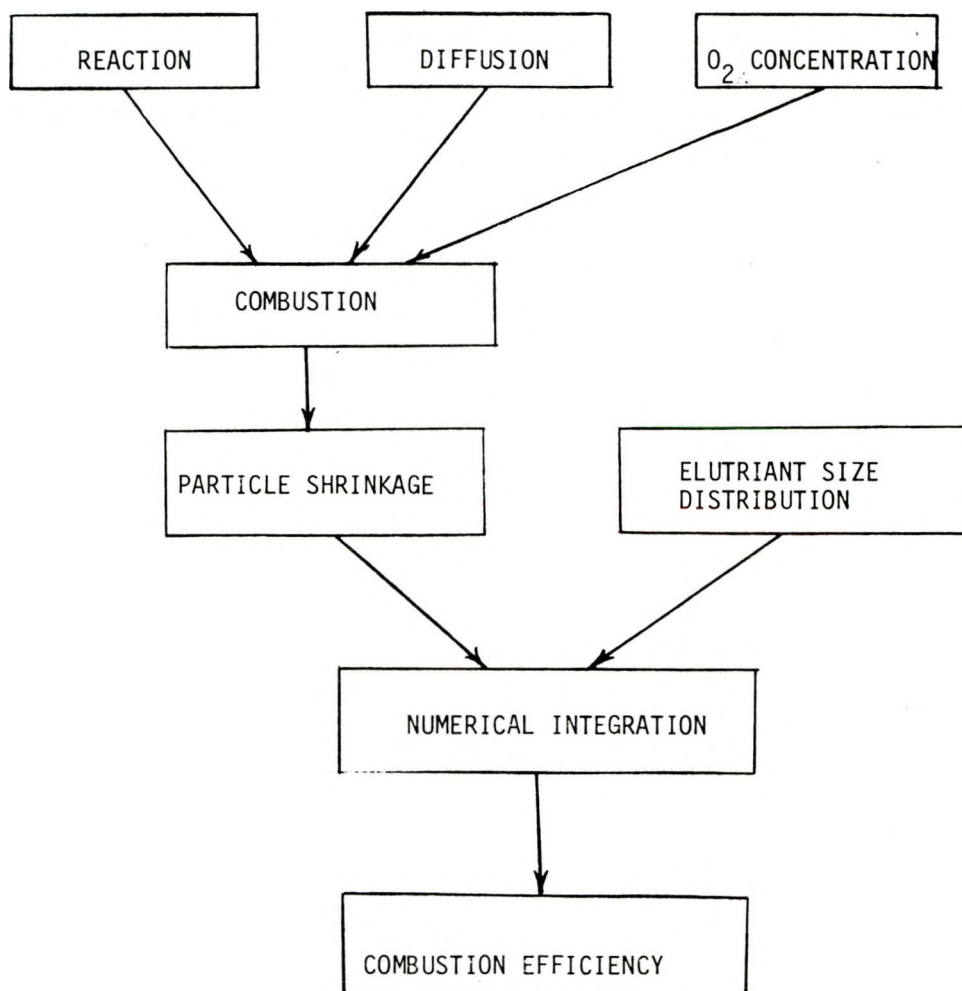 REACTION
DIFFUSION
O2 CONCENTRATION
COMBUSTION
PARTICLE SHRINKAGE
ELUTRIANT SIZE
DISTRIBUTION
NUMERICAL INTEGRATION
COMBUSTION EFFICIENCY